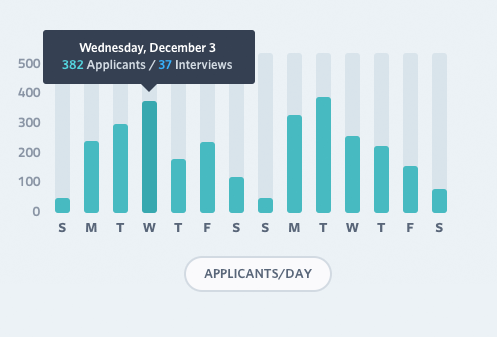 Wednesday, December 3
382 Applicants / 37 Interviews
500
400
300
200
100
0
S M T W T F S S M T W T F S
APPLICANTS/DAY